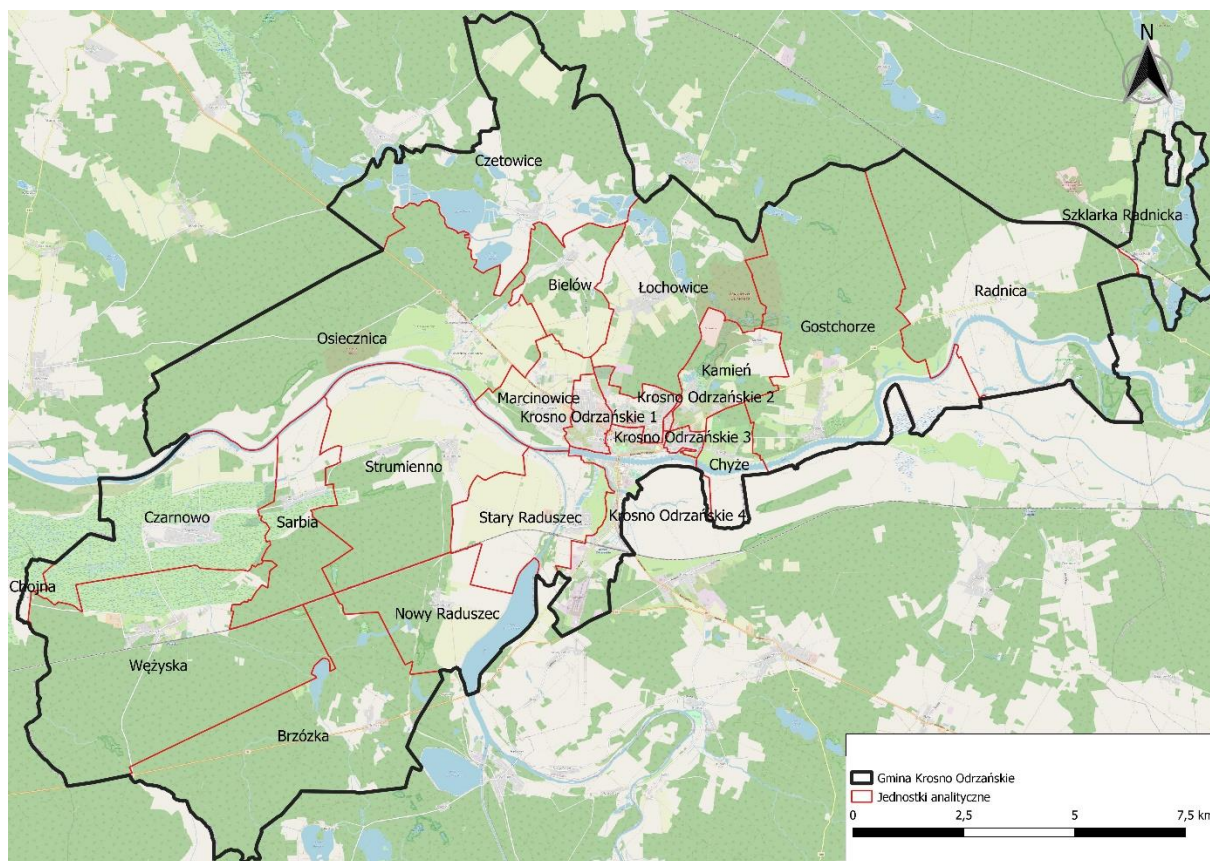 N
Czetowice
Szklarka Radnicka
Bielów
Łochowice
Radnica
Osiecznica
Gostchorze
Kamień
Marcinowice
Krosno Odrzańskie 2
Krosno Odrzańskie 1
Krosno Odrzańskie 3
Strumienno
Chyże
Czarnowo
Sarbia
Stary Raduszec
Krosno Odrzańskie 4
Chojna
Nowy Raduszec
Wężyska
Brzózka
Gmina Krosno Odrzańskie
Jednostki analityczne
0 2,5 5 7,5 km